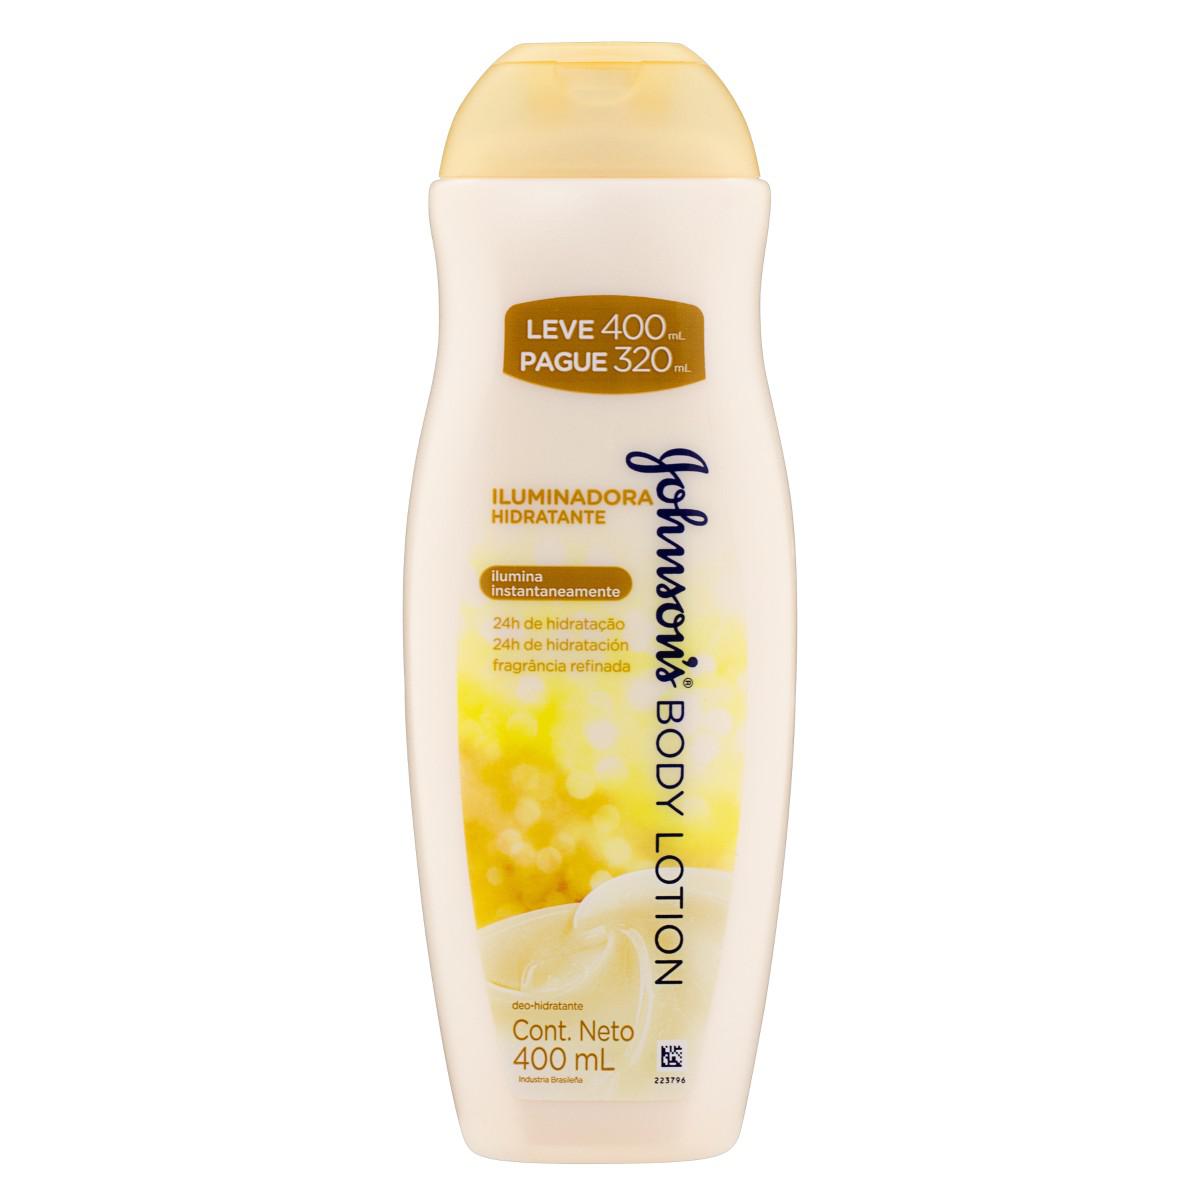 LEVE 400 mL
PAGUE 320 mL
Johnson's® BODY LOTION
ILUMINADORA
HIDRATANTE
ilumina
instantaneamente
24h de hidratação
24h de hidratación
fragrância refinada
deo-hidratante
Cont. Neto
400 mL
Industria Brasileña
223796